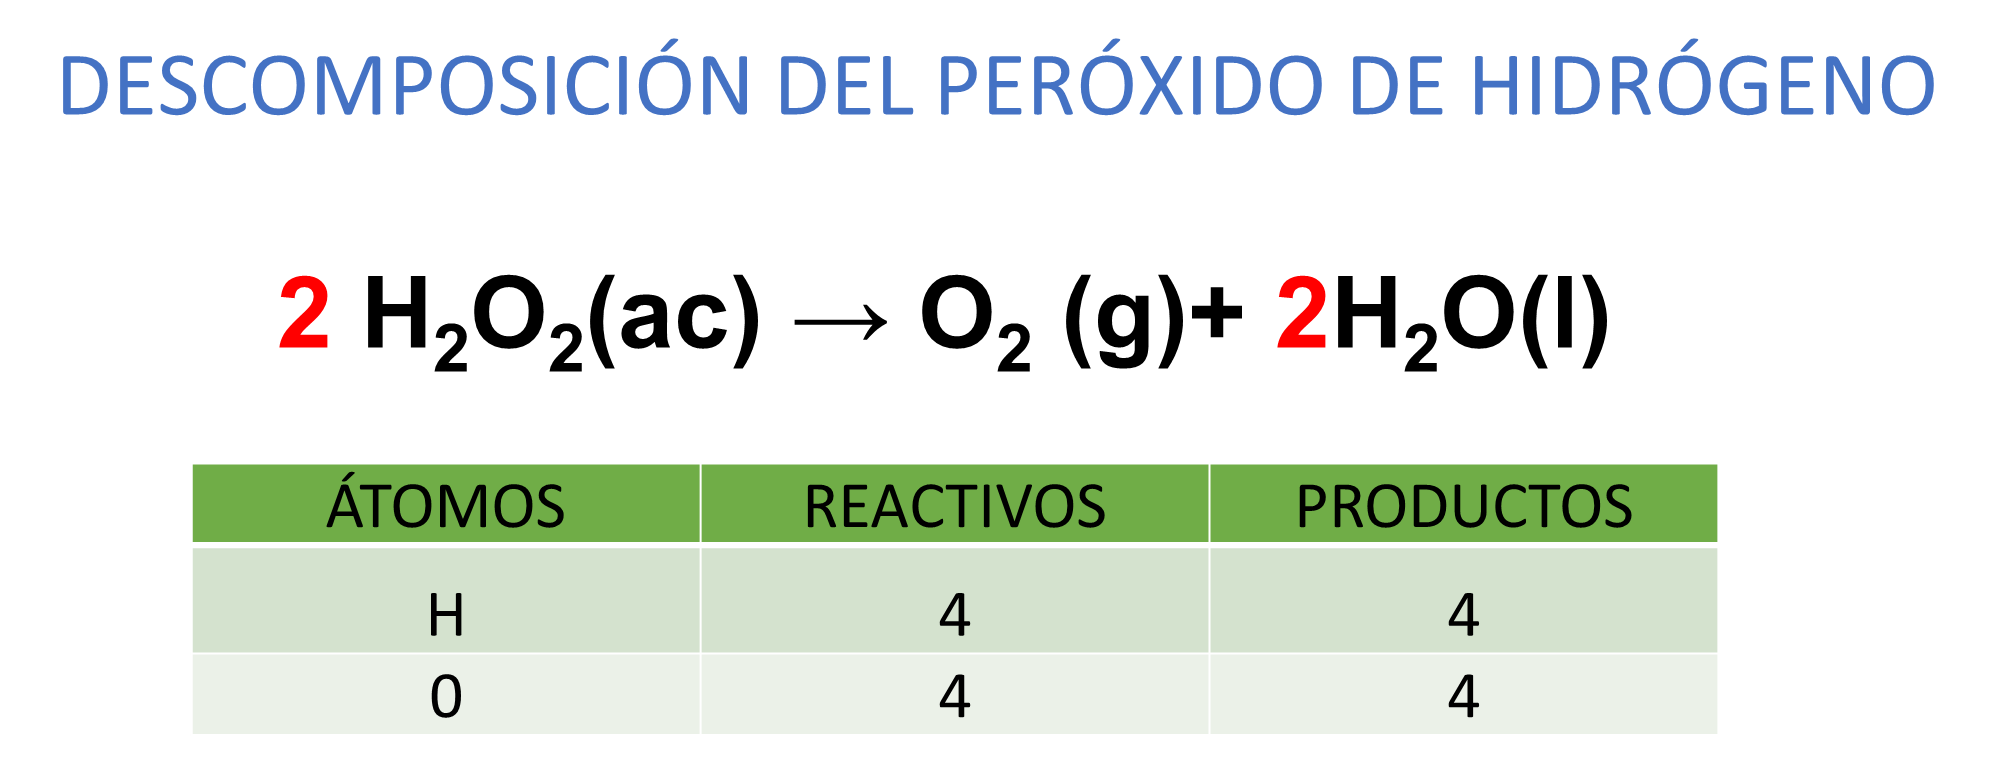 DESCOMPOSICIÓN DEL PERÓXIDO DE HIDRÓGENO
2 H₂O₂(ac) → O₂ (g)+ 2H₂O(l)
ÁTOMOS REACTIVOS PRODUCTOS
H 4 4
0 4 4